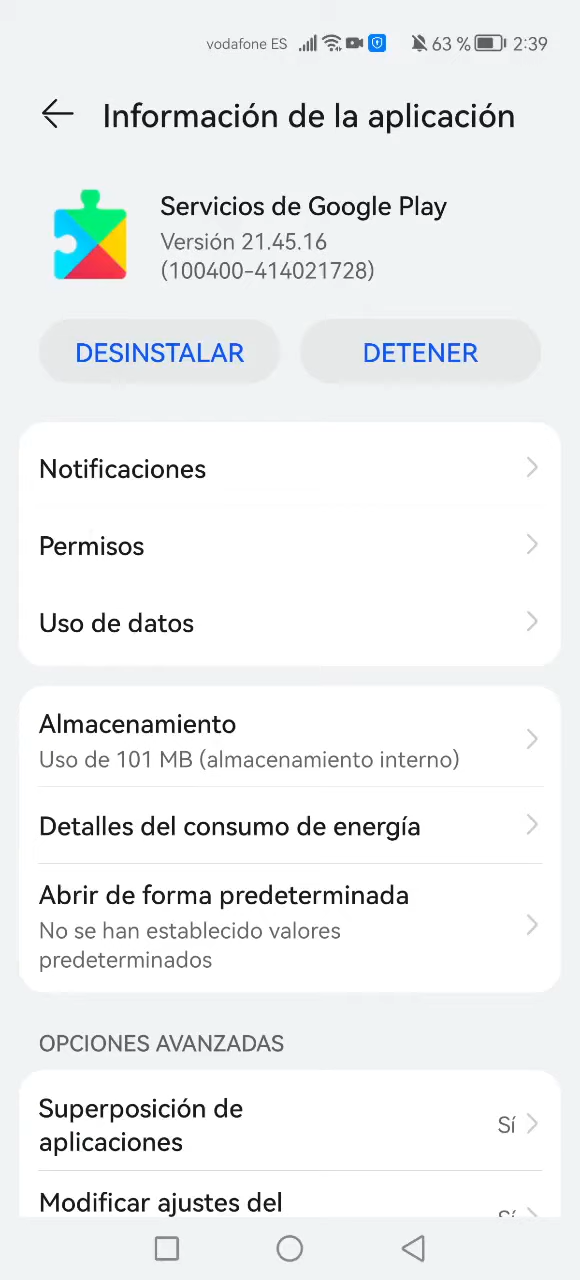 vodafone ES 63 % 2:39
Información de la aplicación
Servicios de Google Play
Versión 21.45.16
(100400-414021728)
DESINSTALAR DETENER
Notificaciones
Permisos
Uso de datos
Almacenamiento
Uso de 101 MB (almacenamiento interno)
Detalles del consumo de energía
Abrir de forma predeterminada
No se han establecido valores
predeterminados
OPCIONES AVANZADAS
Superposición de
aplicaciones
Sí
Modificar ajustes del
Sí